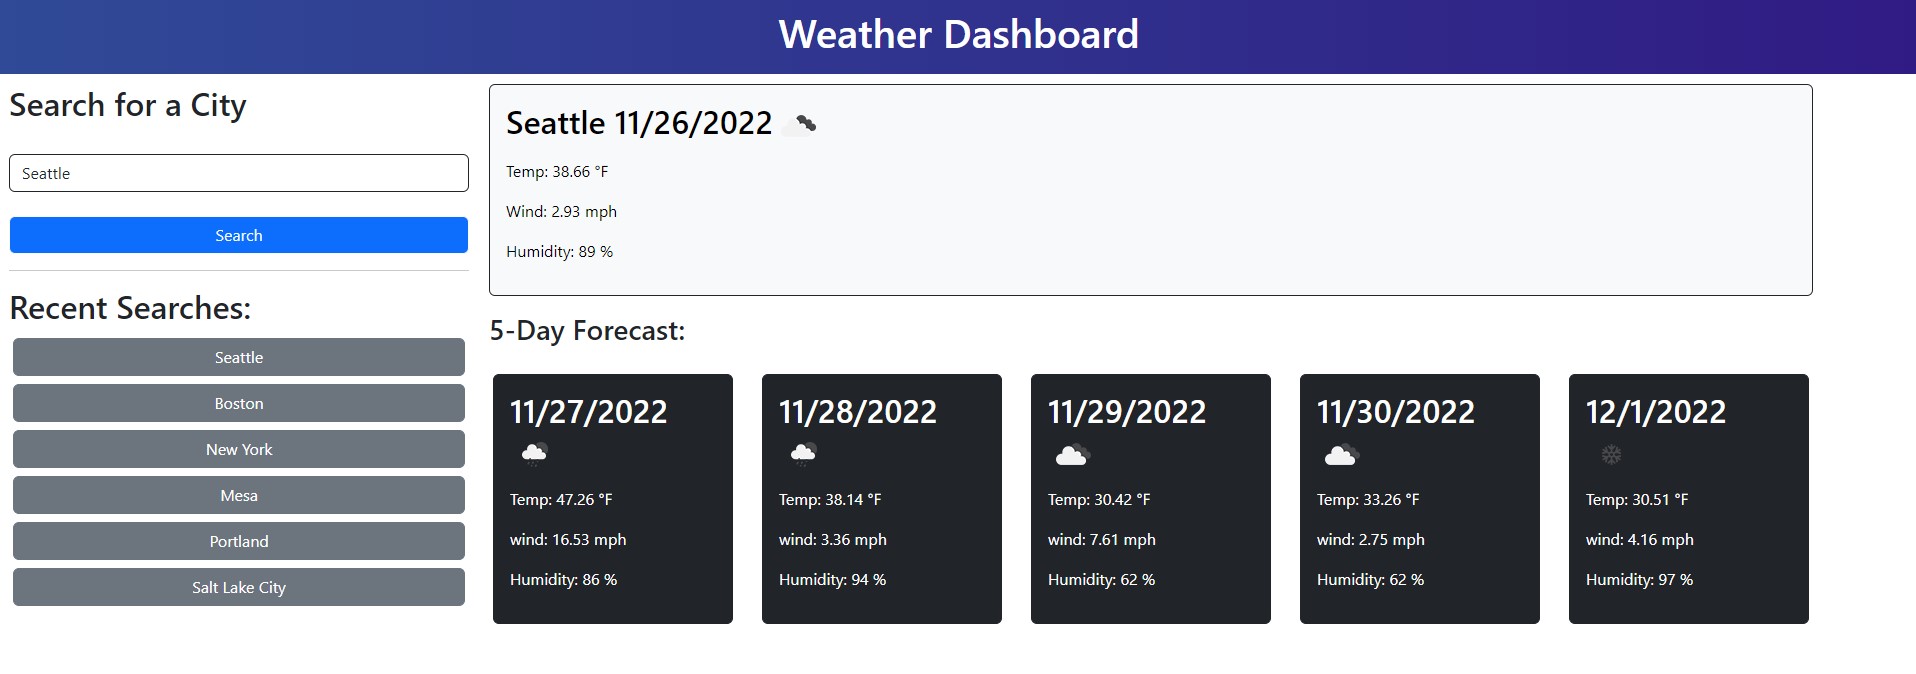 Weather Dashboard
Search for a City
Seattle
Search
Recent Searches:
Seattle
Boston
New York
Mesa
Portland
Salt Lake City
Seattle 11/26/2022
Temp: 38.66 °F
Wind: 2.93 mph
Humidity: 89 %
5-Day Forecast:
11/27/2022
Temp: 47.26 °F
wind: 16.53 mph
Humidity: 86 %
11/28/2022
Temp: 38.14 °F
wind: 3.36 mph
Humidity: 94 %
11/29/2022
Temp: 30.42 °F
wind: 7.61 mph
Humidity: 62 %
11/30/2022
Temp: 33.26 °F
wind: 2.75 mph
Humidity: 62 %
12/1/2022
Temp: 30.51 °F
wind: 4.16 mph
Humidity: 97 %